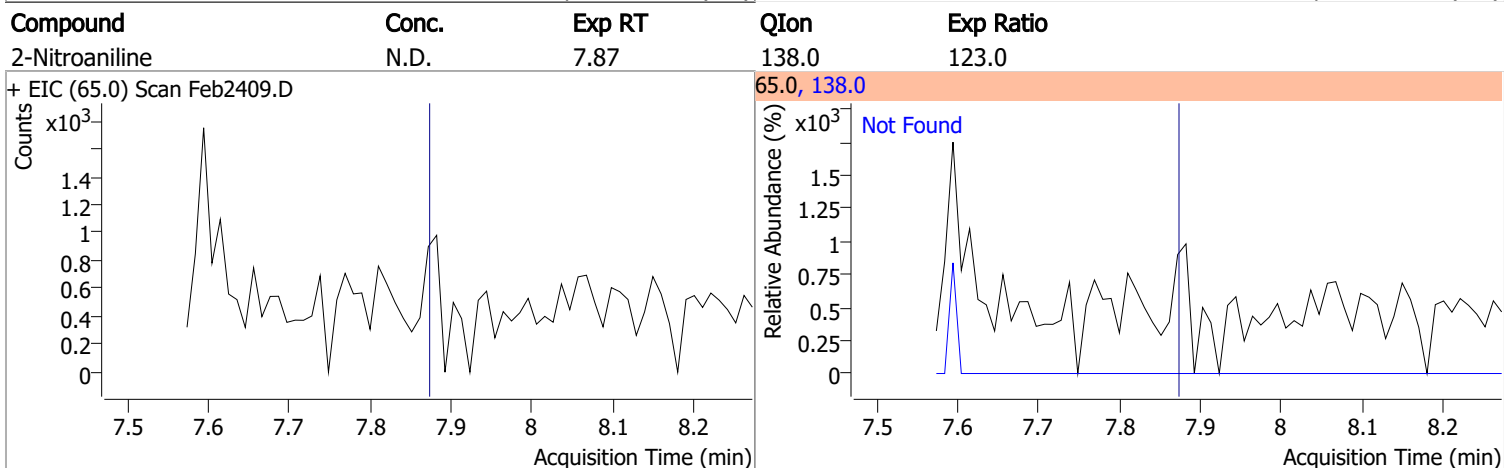 Compound Conc. Exp RT QIon Exp Ratio
2-Nitroaniline N.D. 7.87 138.0 123.0
+ EIC (65.0) Scan Feb2409.D
Counts
x10³
1.4
1.2
1
0.8
0.6
0.4
0.2
0
7.5 7.6 7.7 7.8 7.9 8 8.1 8.2
Acquisition Time (min)
65.0, 138.0
Relative Abundance (%)
x10³
Not Found
1.5
1.25
1
0.75
0.5
0.25
0
7.5 7.6 7.7 7.8 7.9 8 8.1 8.2
Acquisition Time (min)